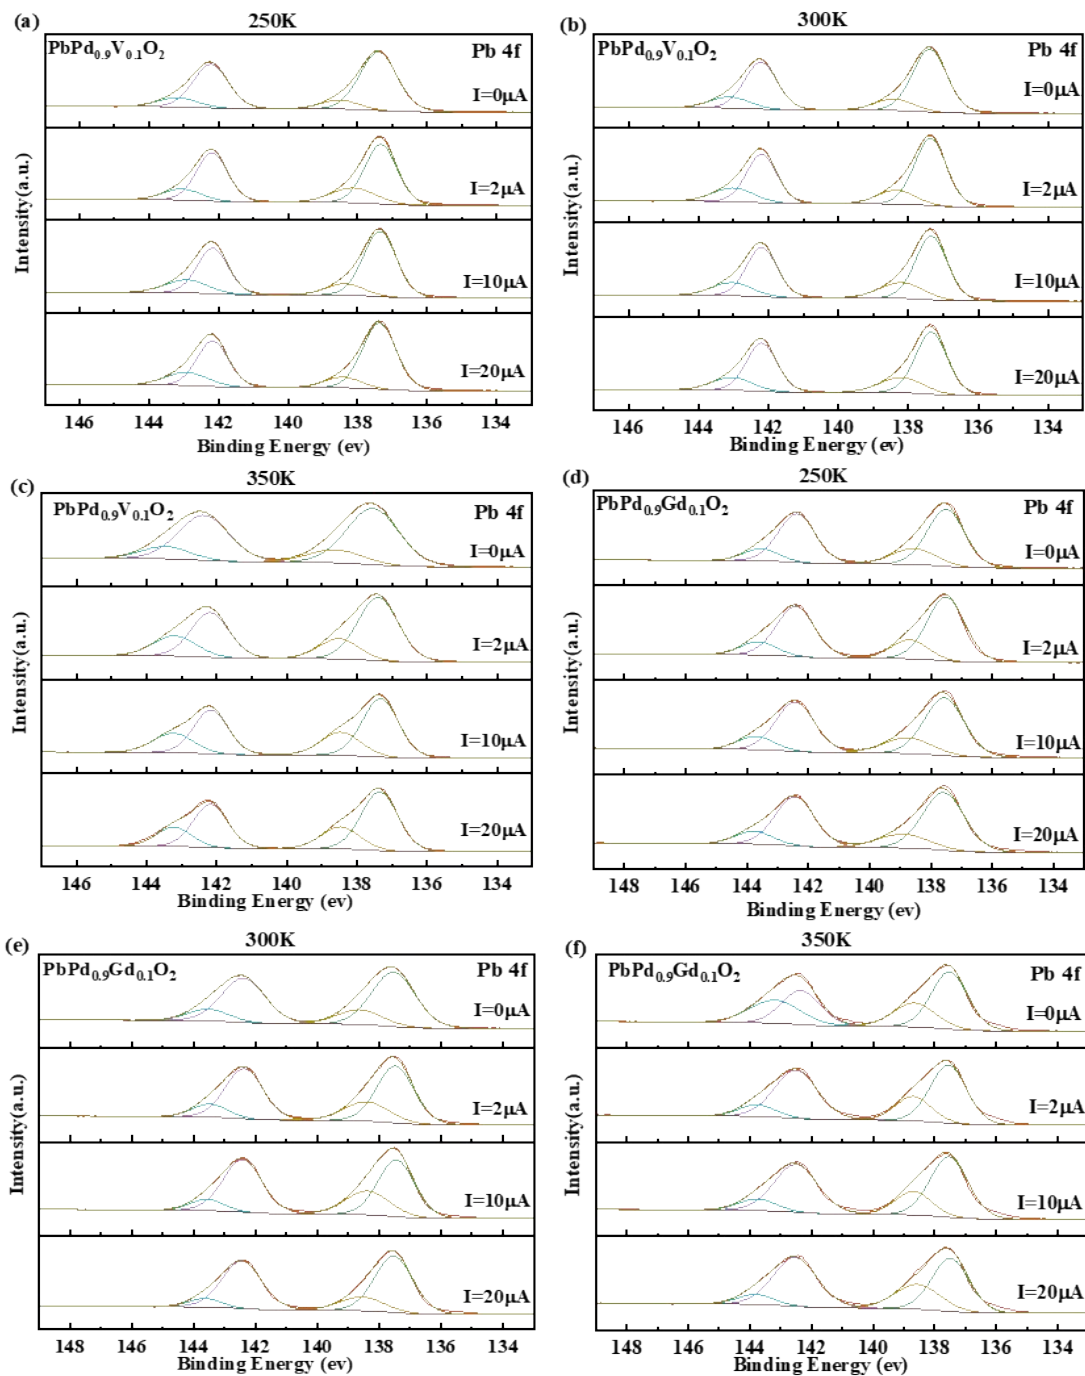 (a)
250K
PbPd0.9V0.1O2
Pb 4f
I=0μA
I=2μA
I=10μA
I=20μA
Intensity(a.u.)
146 144 142 140 138 136 134
Binding Energy (ev)
(b)
300K
PbPd0.9V0.1O2
Pb 4f
I=0μA
I=2μA
I=10μA
I=20μA
Intensity(a.u.)
146 144 142 140 138 136 134
Binding Energy (ev)
(c)
350K
PbPd0.9V0.1O2
Pb 4f
I=0μA
I=2μA
I=10μA
I=20μA
Intensity(a.u.)
146 144 142 140 138 136 134
Binding Energy (ev)
(d)
250K
PbPd0.9Gd0.1O2
Pb 4f
I=0μA
I=2μA
I=10μA
I=20μA
Intensity(a.u.)
148 146 144 142 140 138 136 134
Binding Energy (ev)
(e)
300K
PbPd0.9Gd0.1O2
Pb 4f
I=0μA
I=2μA
I=10μA
I=20μA
Intensity(a.u.)
148 146 144 142 140 138 136 134
Binding Energy (ev)
(f)
350K
PbPd0.9Gd0.1O2
Pb 4f
I=0μA
I=2μA
I=10μA
I=20μA
Intensity(a.u.)
148 146 144 142 140 138 136 134
Binding Energy (ev)